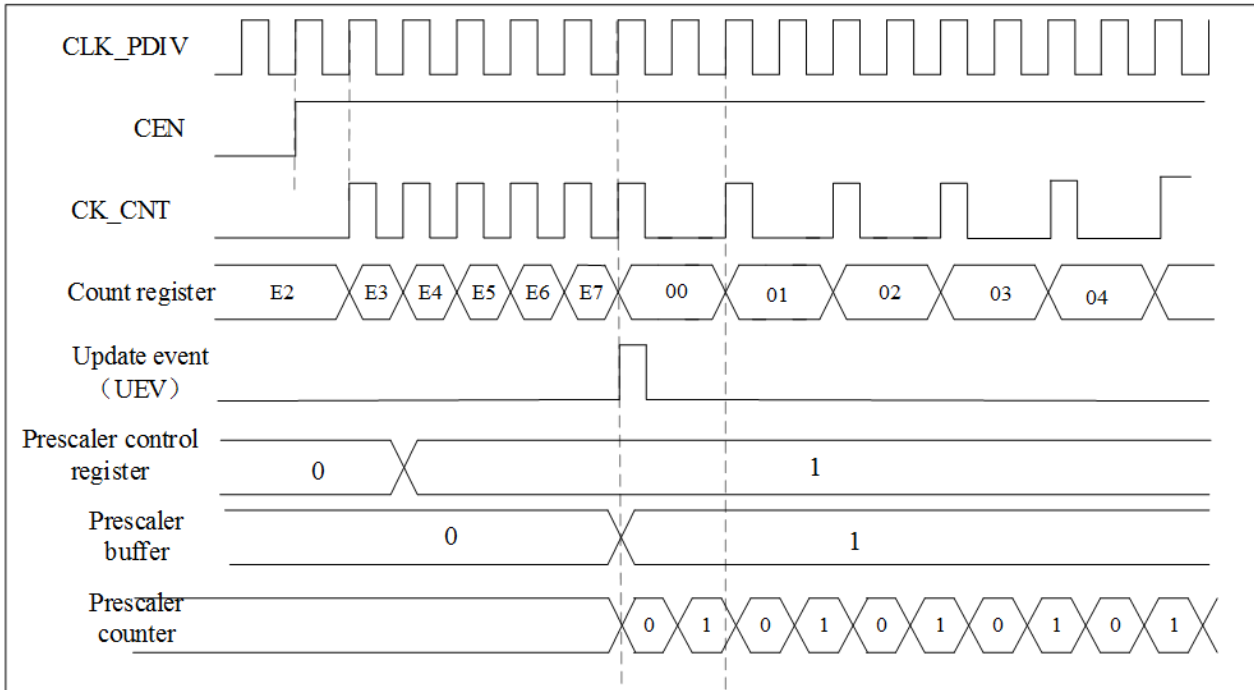 CLK_PDIV
CEN
CK_CNT
Count register E2 E3 E4 E5 E6 E7 00 01 02 03 04
Update event
（UEV）
Prescaler control
register 0 1
Prescaler
buffer 0 1
Prescaler
counter 0 1 0 1 0 1 0 1 0 1